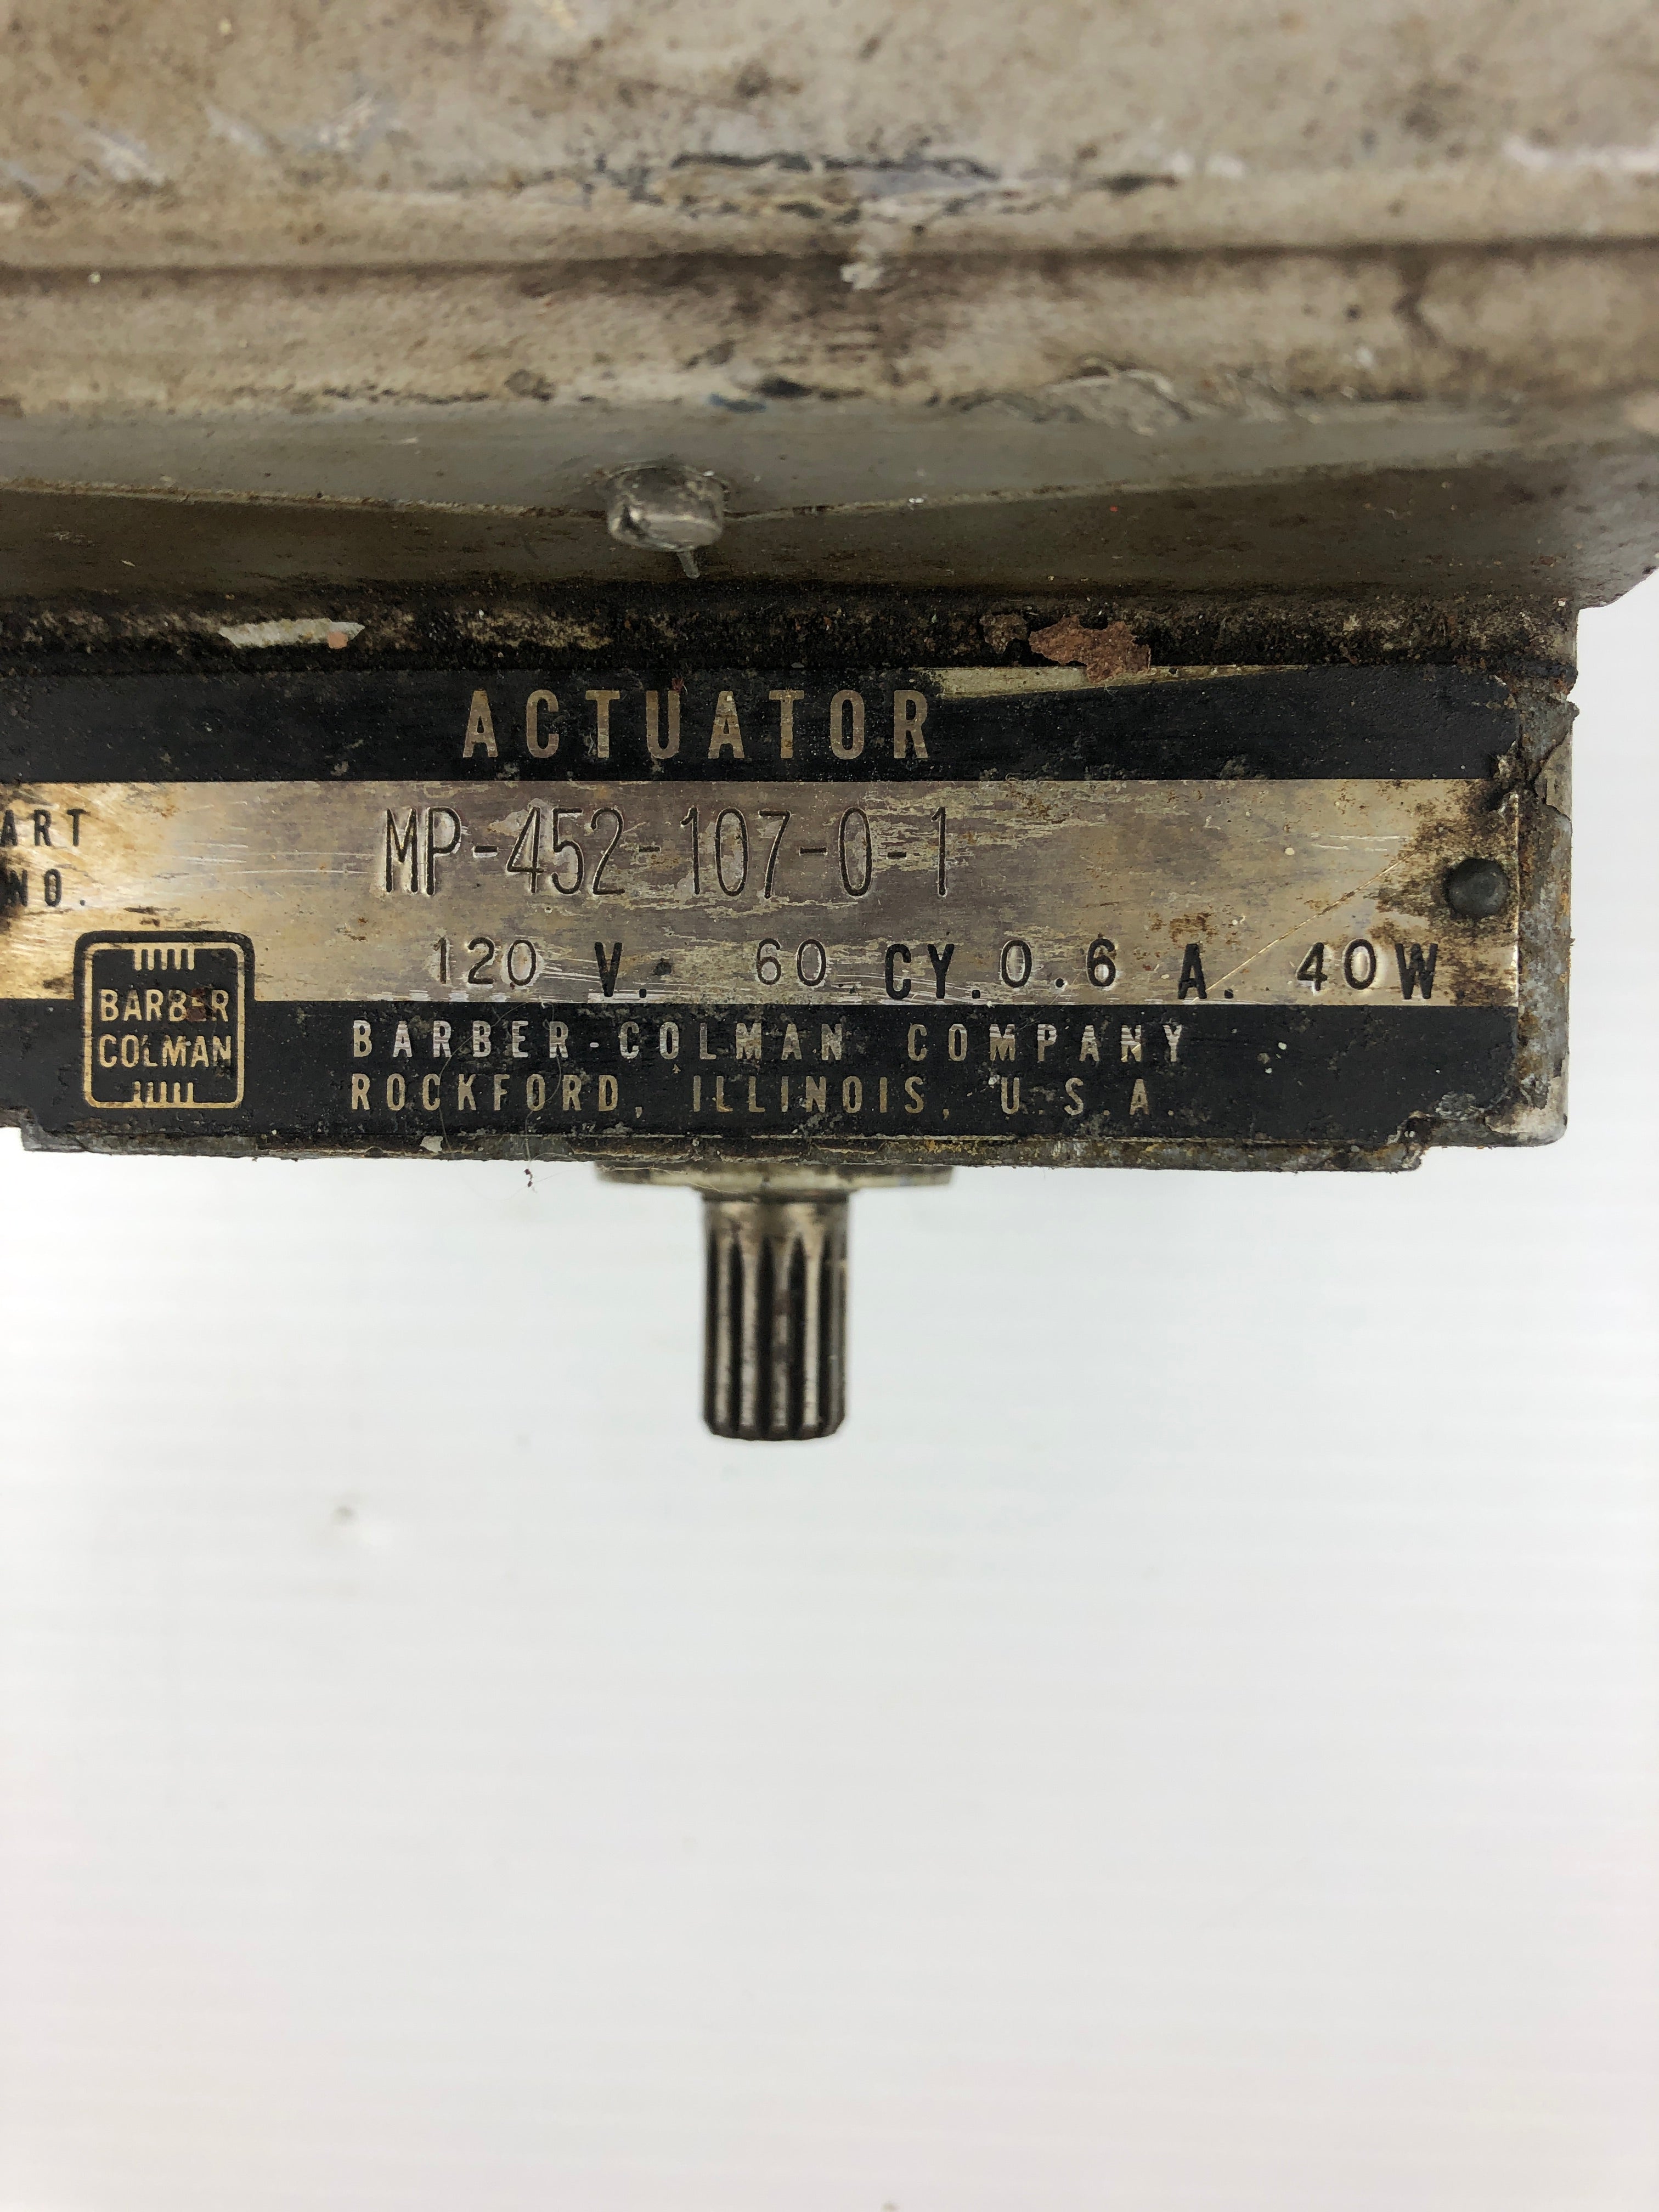 ACTUATOR
ART NO. MP-452-107-0-1
120 V. 60 CY. 0.6 A. 40W
BARBER COLMAN
BARBER-COLMAN COMPANY
ROCKFORD, ILLINOIS, U.S.A.